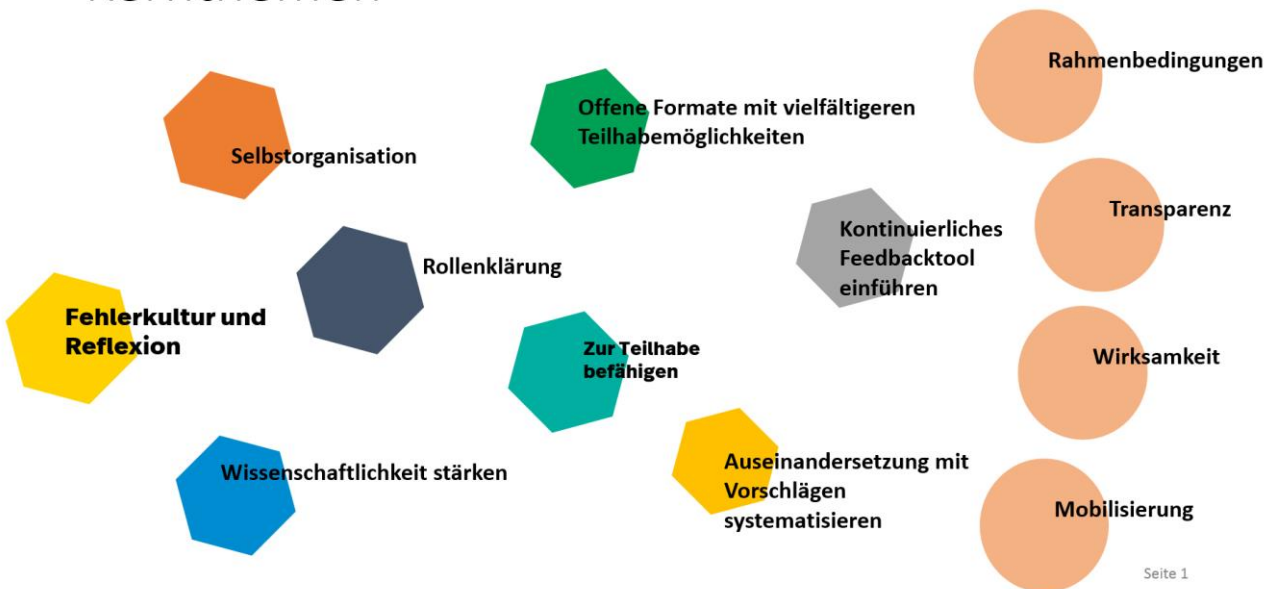 Selbstorganisation
Offene Formate mit vielfältigeren
Teilhabemöglichkeiten
Rahmenbedingungen
Rollenklärung
Kontinuierliches
Feedbacktool
einführen
Transparenz
Fehlerkultur und
Reflexion
Zur Teilhabe
befähigen
Wirksamkeit
Wissenschaftlichkeit stärken
Auseinandersetzung mit
Vorschlägen
systematisieren
Mobilisierung
Seite 1